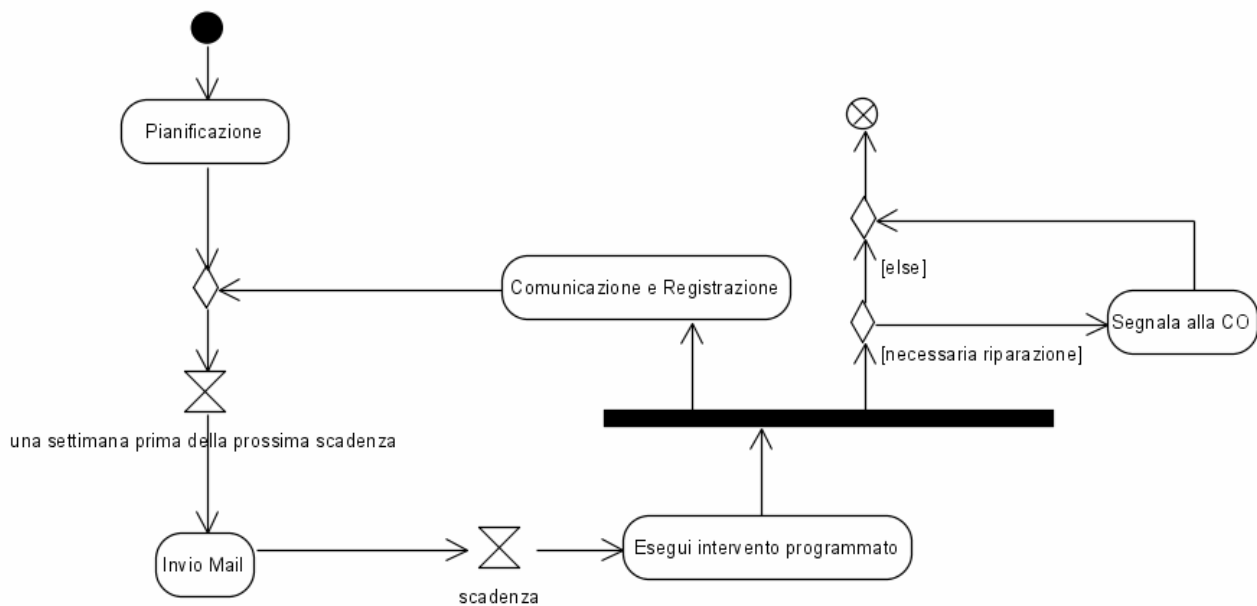 Pianificazione
[else]
Comunicazione e Registrazione
Segnala alla CO
[necessaria riparazione]
una settimana prima della prossima scadenza
Esegui intervento programmato
Invio Mail
scadenza